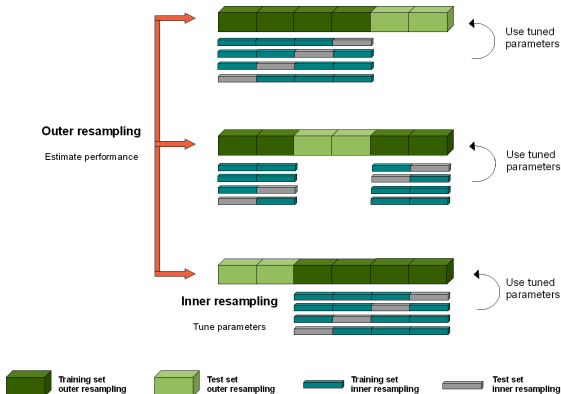 Use tuned
parameters
Outer resampling
Estimate performance
Use tuned
parameters
Use tuned
parameters
Inner resampling
Tune parameters
Training set
outer resampling
Test set
outer resampling
Training set
inner resampling
Test set
inner resampling